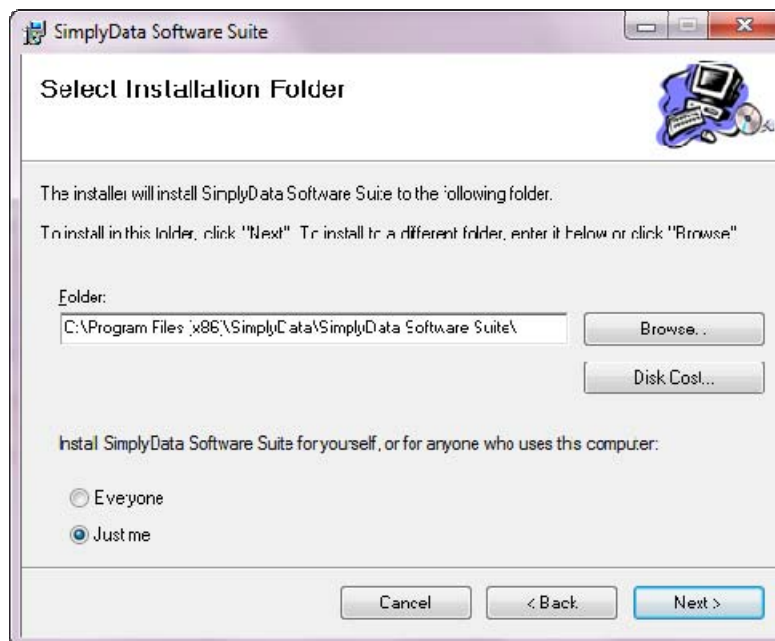 SimplyData Software Suite
Select Installation Folder
The installer will install SimplyData Software Suite to the following folder.
To install in this folder, click "Next". To install to a different folder, enter it below or click "Browse".
Folder:
C:\Program Files (x86)\SimplyData\SimplyData Software Suite\
Browse...
Disk Cost...
Install SimplyData Software Suite for yourself, or for anyone who uses this computer:
Everyone
Just me
Cancel
< Back
Next >